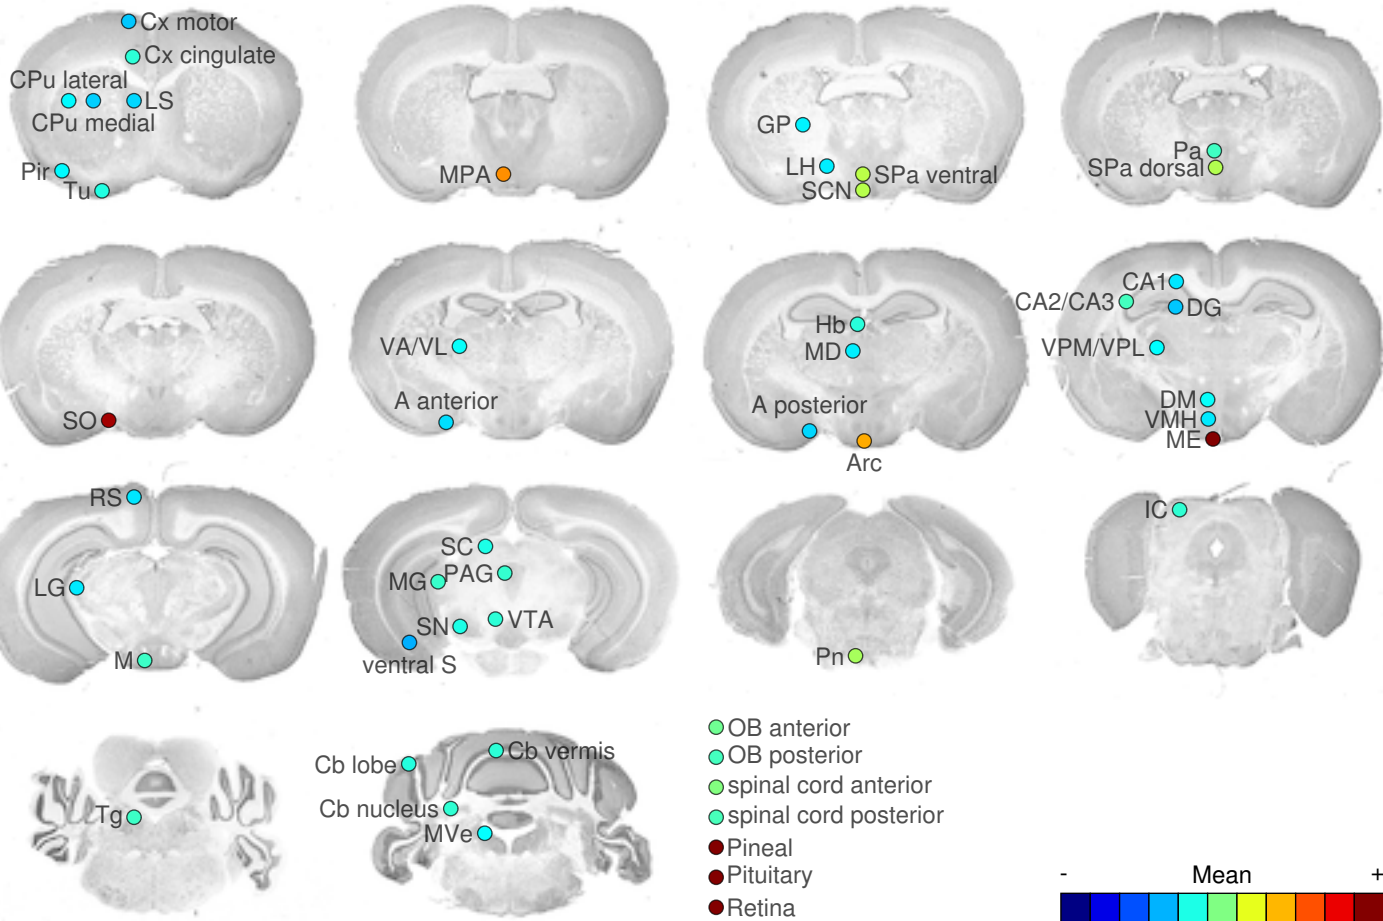 Cx motor
Cx cingulate
CPu lateral
LS
CPu medial
Pir
Tu
MPA
GP
LH
SPa ventral
SCN
Pa
SPa dorsal
SO
VA/VL
A anterior
Hb
MD
A posterior
Arc
CA1
CA2/CA3
DG
VPM/VPL
DM
VMH
ME
RS
LG
M
SC
MG
PAG
SN
VTA
ventral S
Pn
IC
Tg
Cb lobe
Cb vermis
Cb nucleus
MVe
OB anterior
OB posterior
spinal cord anterior
spinal cord posterior
Pineal
Pituitary
Retina
- Mean +